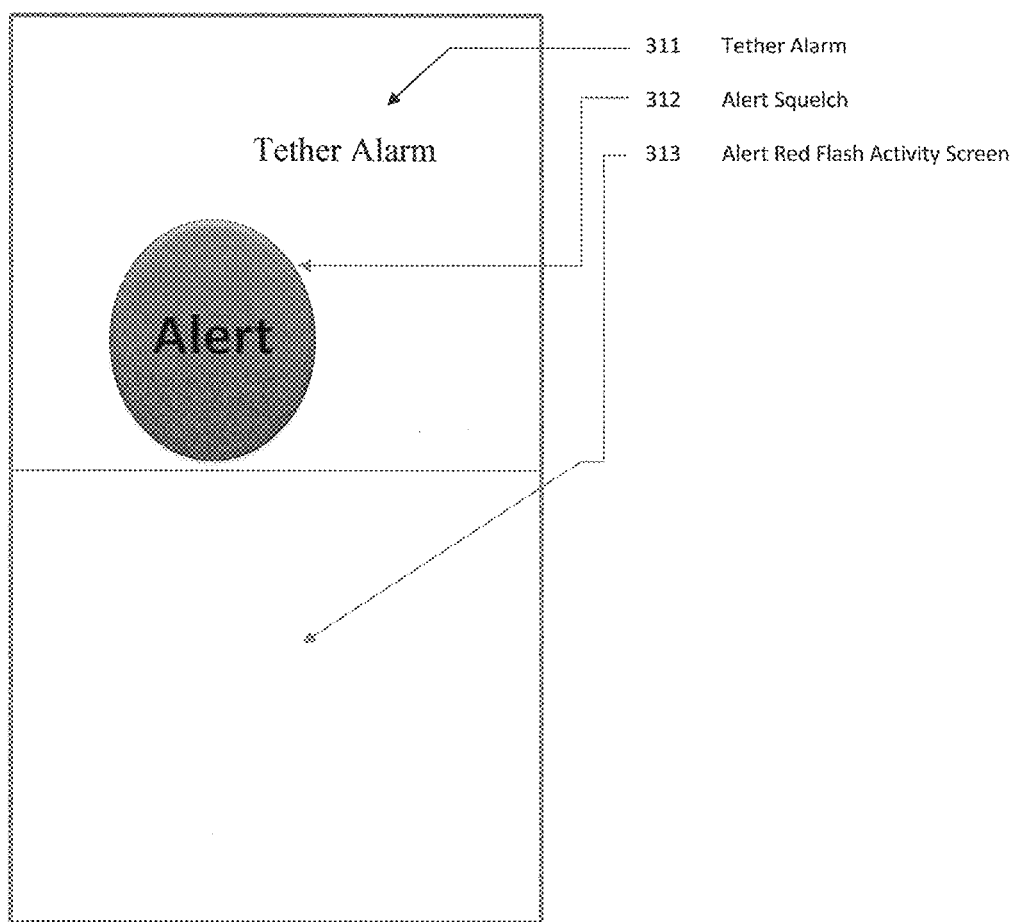 311 Tether Alarm
312 Alert Squelch
313 Alert Red Flash Activity Screen
Tether Alarm
Alert